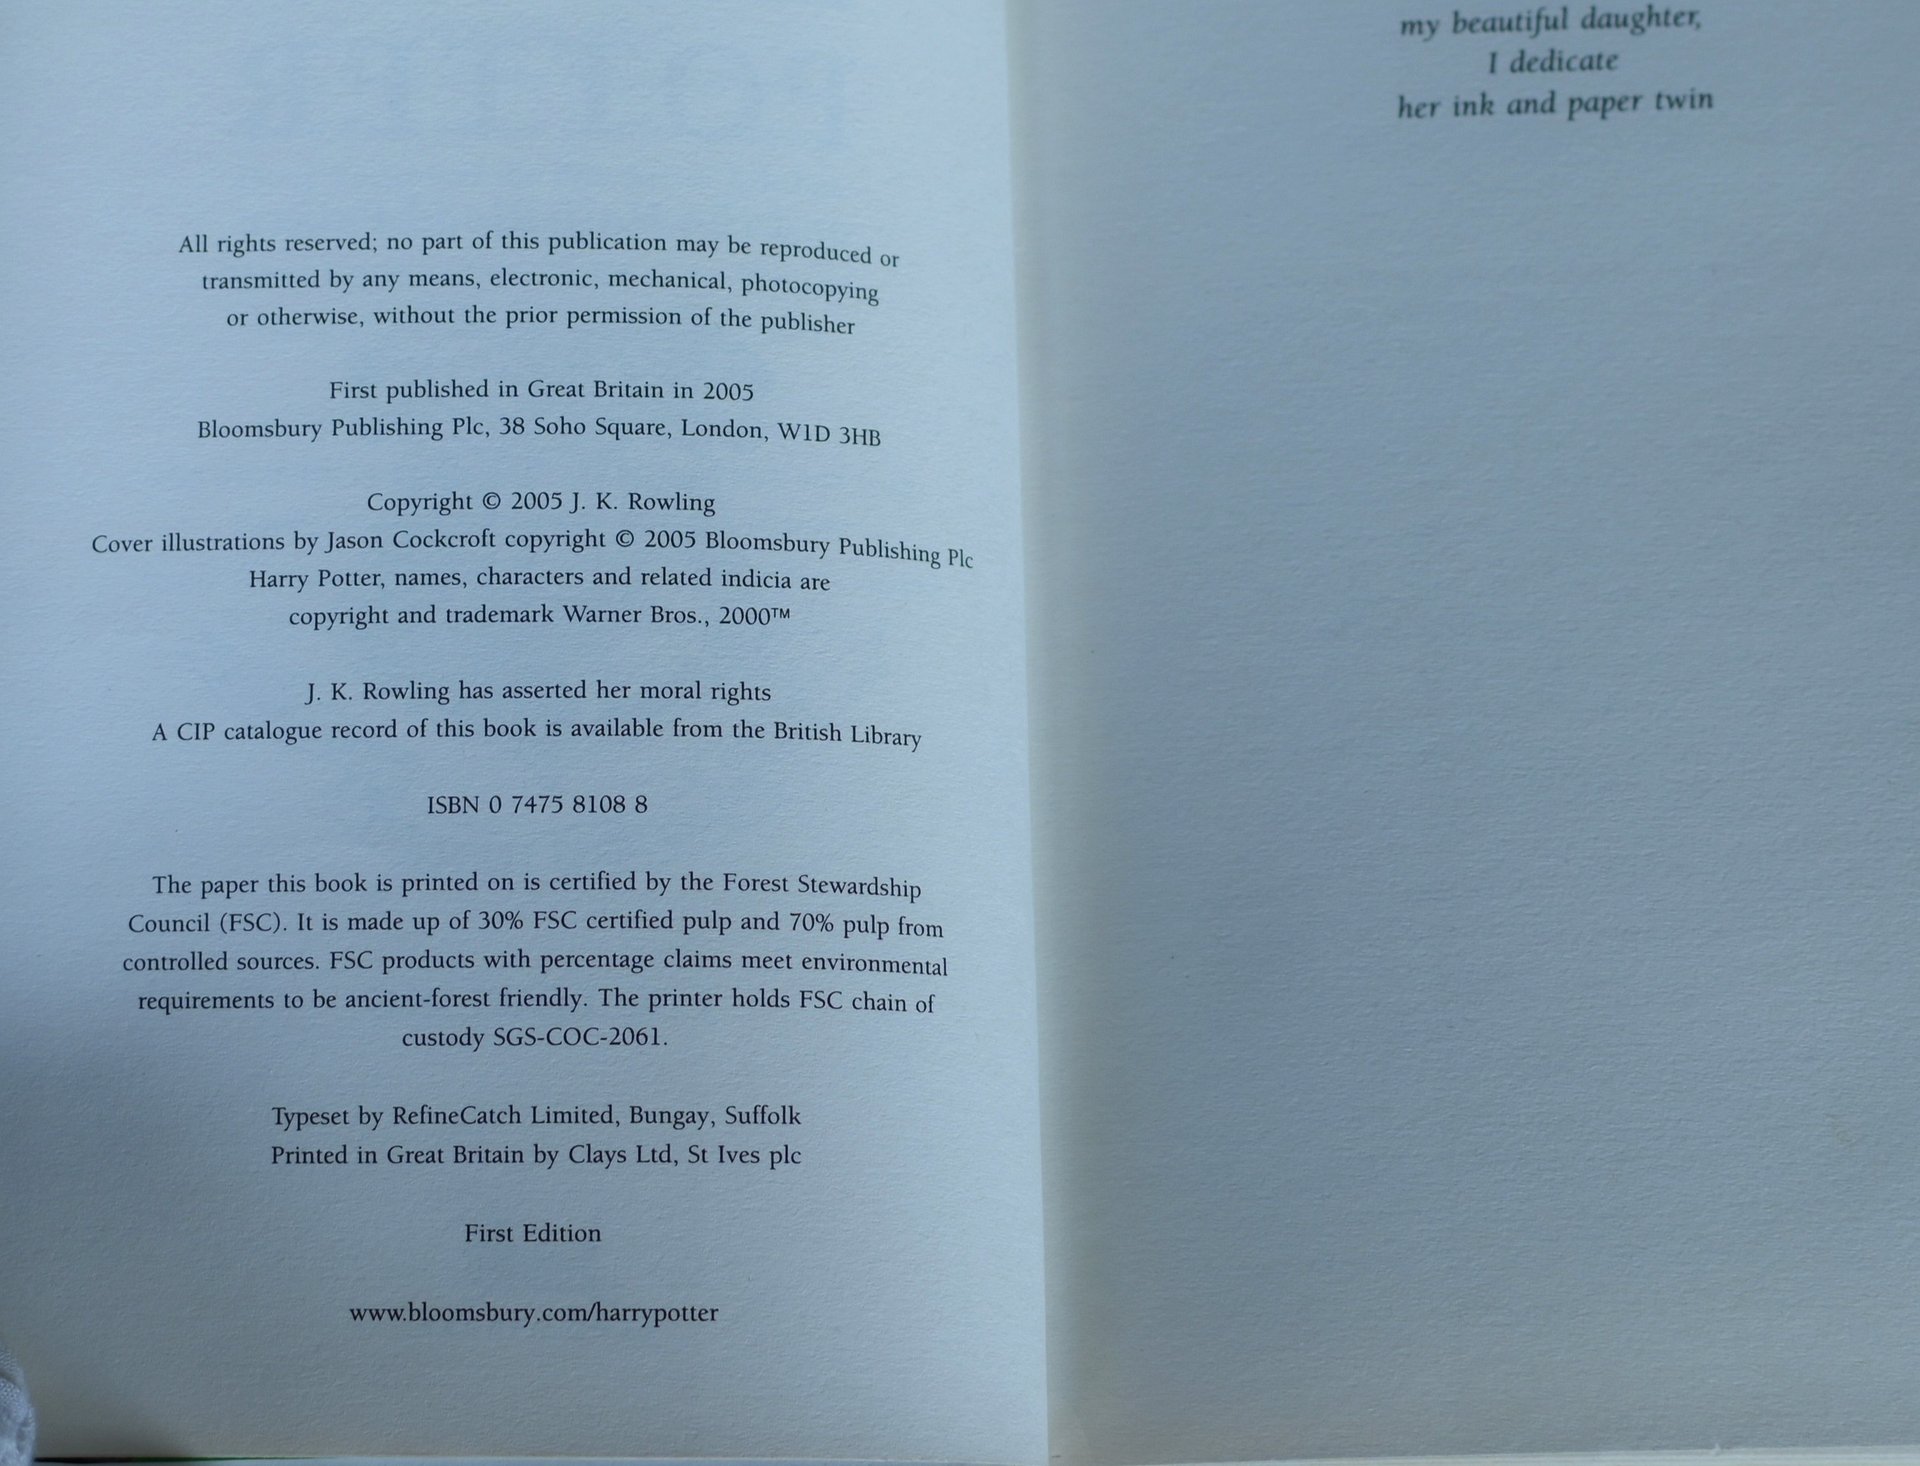 All rights reserved; no part of this publication may be reproduced or
transmitted by any means, electronic, mechanical, photocopying
or otherwise, without the prior permission of the publisher
First published in Great Britain in 2005
Bloomsbury Publishing Plc, 38 Soho Square, London, W1D 3HB
Copyright © 2005 J. K. Rowling
Cover illustrations by Jason Cockcroft copyright © 2005 Bloomsbury Publishing Plc
Harry Potter, names, characters and related indicia are
copyright and trademark Warner Bros., 2000™
J. K. Rowling has asserted her moral rights
A CIP catalogue record of this book is available from the British Library
ISBN 0 7475 8108 8
The paper this book is printed on is certified by the Forest Stewardship
Council (FSC). It is made up of 30% FSC certified pulp and 70% pulp from
controlled sources. FSC products with percentage claims meet environmental
requirements to be ancient-forest friendly. The printer holds FSC chain of
custody SGS-COC-2061.
Typeset by RefineCatch Limited, Bungay, Suffolk
Printed in Great Britain by Clays Ltd, St Ives plc
First Edition
www.bloomsbury.com/harrypotter
my beautiful daughter,
I dedicate
her ink and paper twin